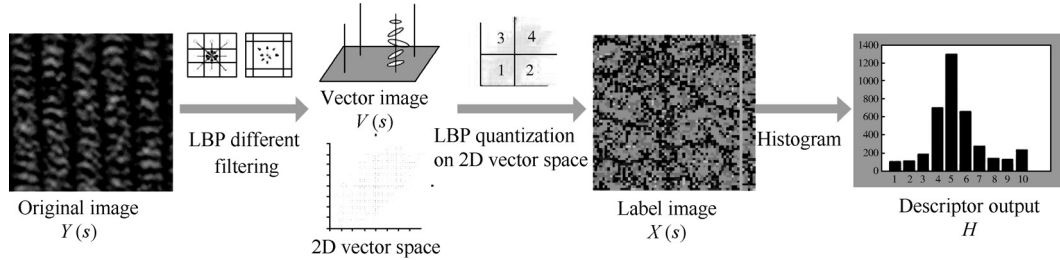 Original image
Y(s)
LBP different
filtering
Vector image
V(s)
2D vector space
3 4
1 2
LBP quantization
on 2D vector space
Label image
X(s)
Histogram
1400
1200
1000
800
600
400
200
0
1 2 3 4 5 6 7 8 9 10
Descriptor output
H